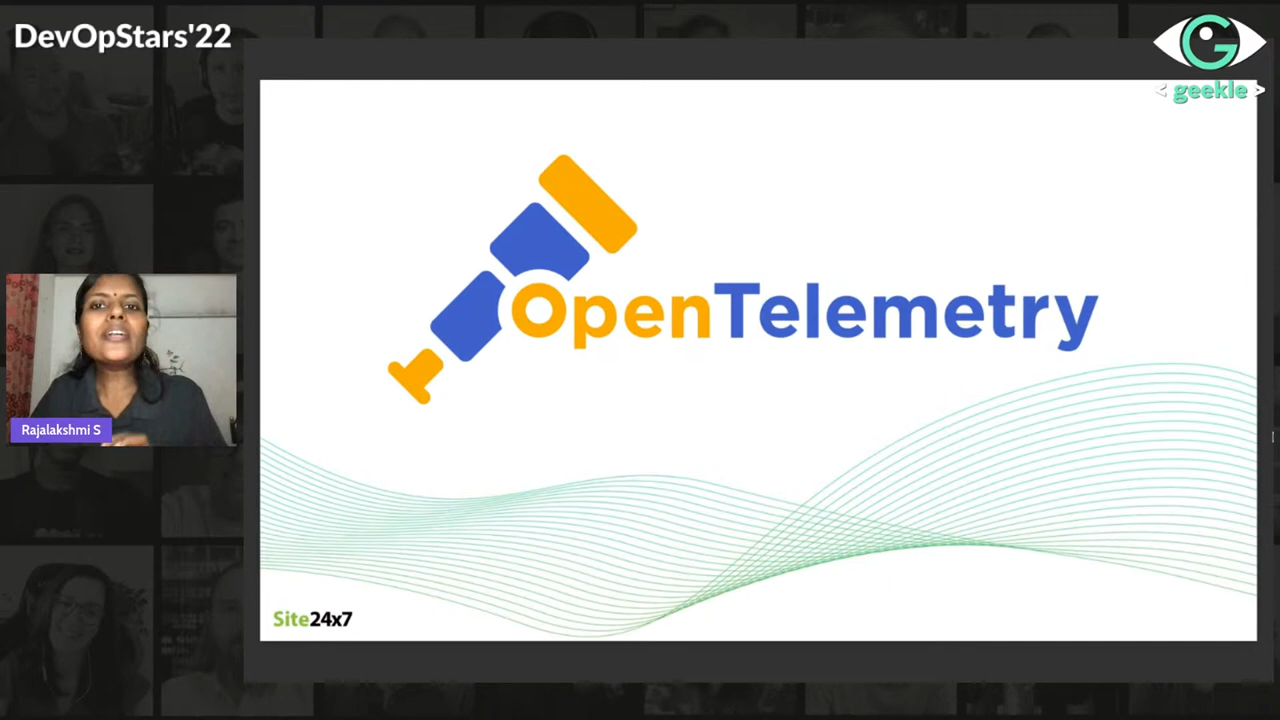 DevOpStars'22
< geekle >
OpenTelemetry
Rajalakshmi S
Site24x7